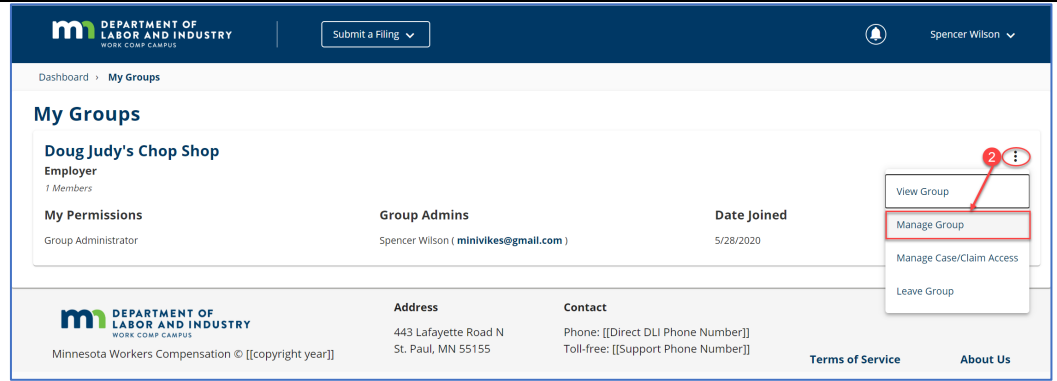 DEPARTMENT OF
LABOR AND INDUSTRY
WORK COMP CAMPUS
Submit a Filing
Spencer Wilson
Dashboard › My Groups
My Groups
Doug Judy's Chop Shop
Employer
1 Members
2
View Group
Manage Group
Manage Case/Claim Access
Leave Group
My Permissions Group Admins Date Joined
Group Administrator Spencer Wilson ( minivikes@gmail.com ) 5/28/2020
DEPARTMENT OF
LABOR AND INDUSTRY
WORK COMP CAMPUS
Minnesota Workers Compensation © [[copyright year]]
Address
443 Lafayette Road N
St. Paul, MN 55155
Contact
Phone: [[Direct DLI Phone Number]]
Toll-free: [[Support Phone Number]]
Terms of Service About Us